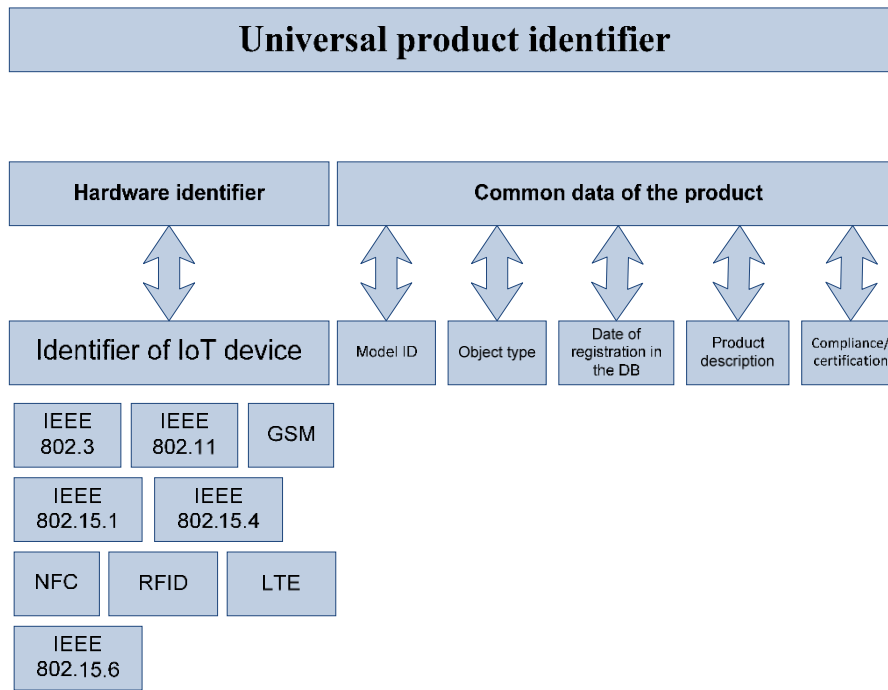 Universal product identifier
Hardware identifier
Common data of the product
Identifier of IoT device
Model ID
Object type
Date of
registration in
the DB
Product
description
Compliance/
certification
IEEE
802.3
IEEE
802.11
GSM
IEEE
802.15.1
IEEE
802.15.4
NFC
RFID
LTE
IEEE
802.15.6